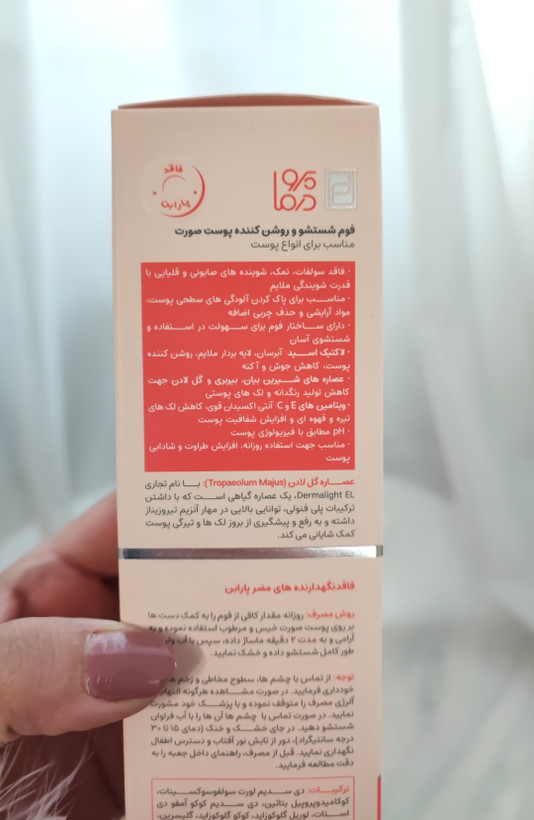 فاقد
پارابن
پرو
درما
فوم شستشو و روشن کننده پوست صورت
مناسب برای انواع پوست
· فاقد سولفات، نمک، شوینده های صابونی و قلیایی با
قدرت شویندگی ملایم
· مناسب برای پاک کردن آلودگی های سطحی پوست،
مواد آرایشی و حذف چربی اضافه
· دارای ساختار فوم برای سهولت در استفاده و
شستشوی آسان
· لاکتیک اسید: آبرسان، لایه بردار ملایم، روشن کننده
پوست، کاهش جوش و آکنه
· عصاره های شیرین بیان، بیربری و گل لادن جهت
کاهش تولید رنگدانه و لک های پوستی
· ویتامین های E و C: آنتی اکسیدان قوی، کاهش لک های
تیره و قهوه ای و افزایش شفافیت پوست
· pH مطابق با فیزیولوژی پوست
· مناسب جهت استفاده روزانه، افزایش طراوت و شادابی
پوست
عصاره گل لادن (Tropaeolum Majus): با نام تجاری
Dermalight EL، یک عصاره گیاهی است که با داشتن
ترکیبات پلی فنولی، توانایی بالایی در مهار آنزیم تیروزیناز
داشته و به رفع و پیشگیری از بروز لک ها و تیرگی پوست
کمک شایانی می کند.
فاقد نگهدارنده های مضر پارابن
روش مصرف: روزانه مقدار کافی از فوم را به کمک دست ها
بر روی پوست صورت خیس و مرطوب استفاده نموده و به
آرامی و به مدت ۲ دقیقه ماساژ داده، سپس با آب
طور کامل شستشو داده و خشک نمایید.
توجه: از تماس با چشم ها، سطوح مخاطی و زخم
خودداری فرمایید. در صورت مشاهده هرگونه
آلرژی مصرف را متوقف نموده و با پزشک خود مشورت
نمایید. در صورت تماس با چشم ها آن ها را با آب فراوان
شستشو دهید. در جای خشک و خنک (دمای ۱۵ تا ۳۰
درجه سانتیگراد)، دور از تابش نور آفتاب و دسترس اطفال
نگهداری نمایید. قبل از مصرف، راهنمای داخل جعبه را به
دقت مطالعه فرمایید.
ترکیبات: دی سدیم لورت سولفوسوکسینات،
کوکامیدوپروپیل بتائین، دی سدیم کوکو آمفو دی
استات، لوریل گلوکوزاید، کوکو گلوکوزاید، گلیسرین،